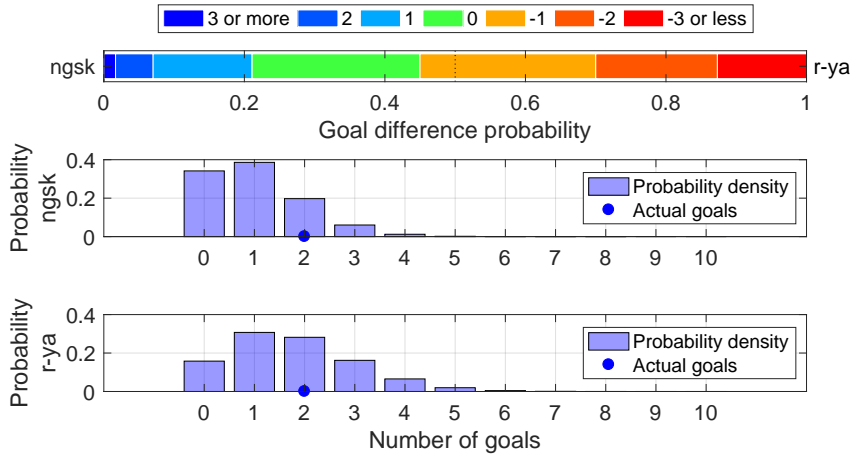 3 or more 2 1 0 -1 -2 -3 or less
ngsk r-ya
0 0.2 0.4 0.6 0.8 1
Goal difference probability
Probability
ngsk
0.4
0.2
0
Probability density
Actual goals
0 1 2 3 4 5 6 7 8 9 10
Probability
r-ya
0.4
0.2
0
Probability density
Actual goals
0 1 2 3 4 5 6 7 8 9 10
Number of goals